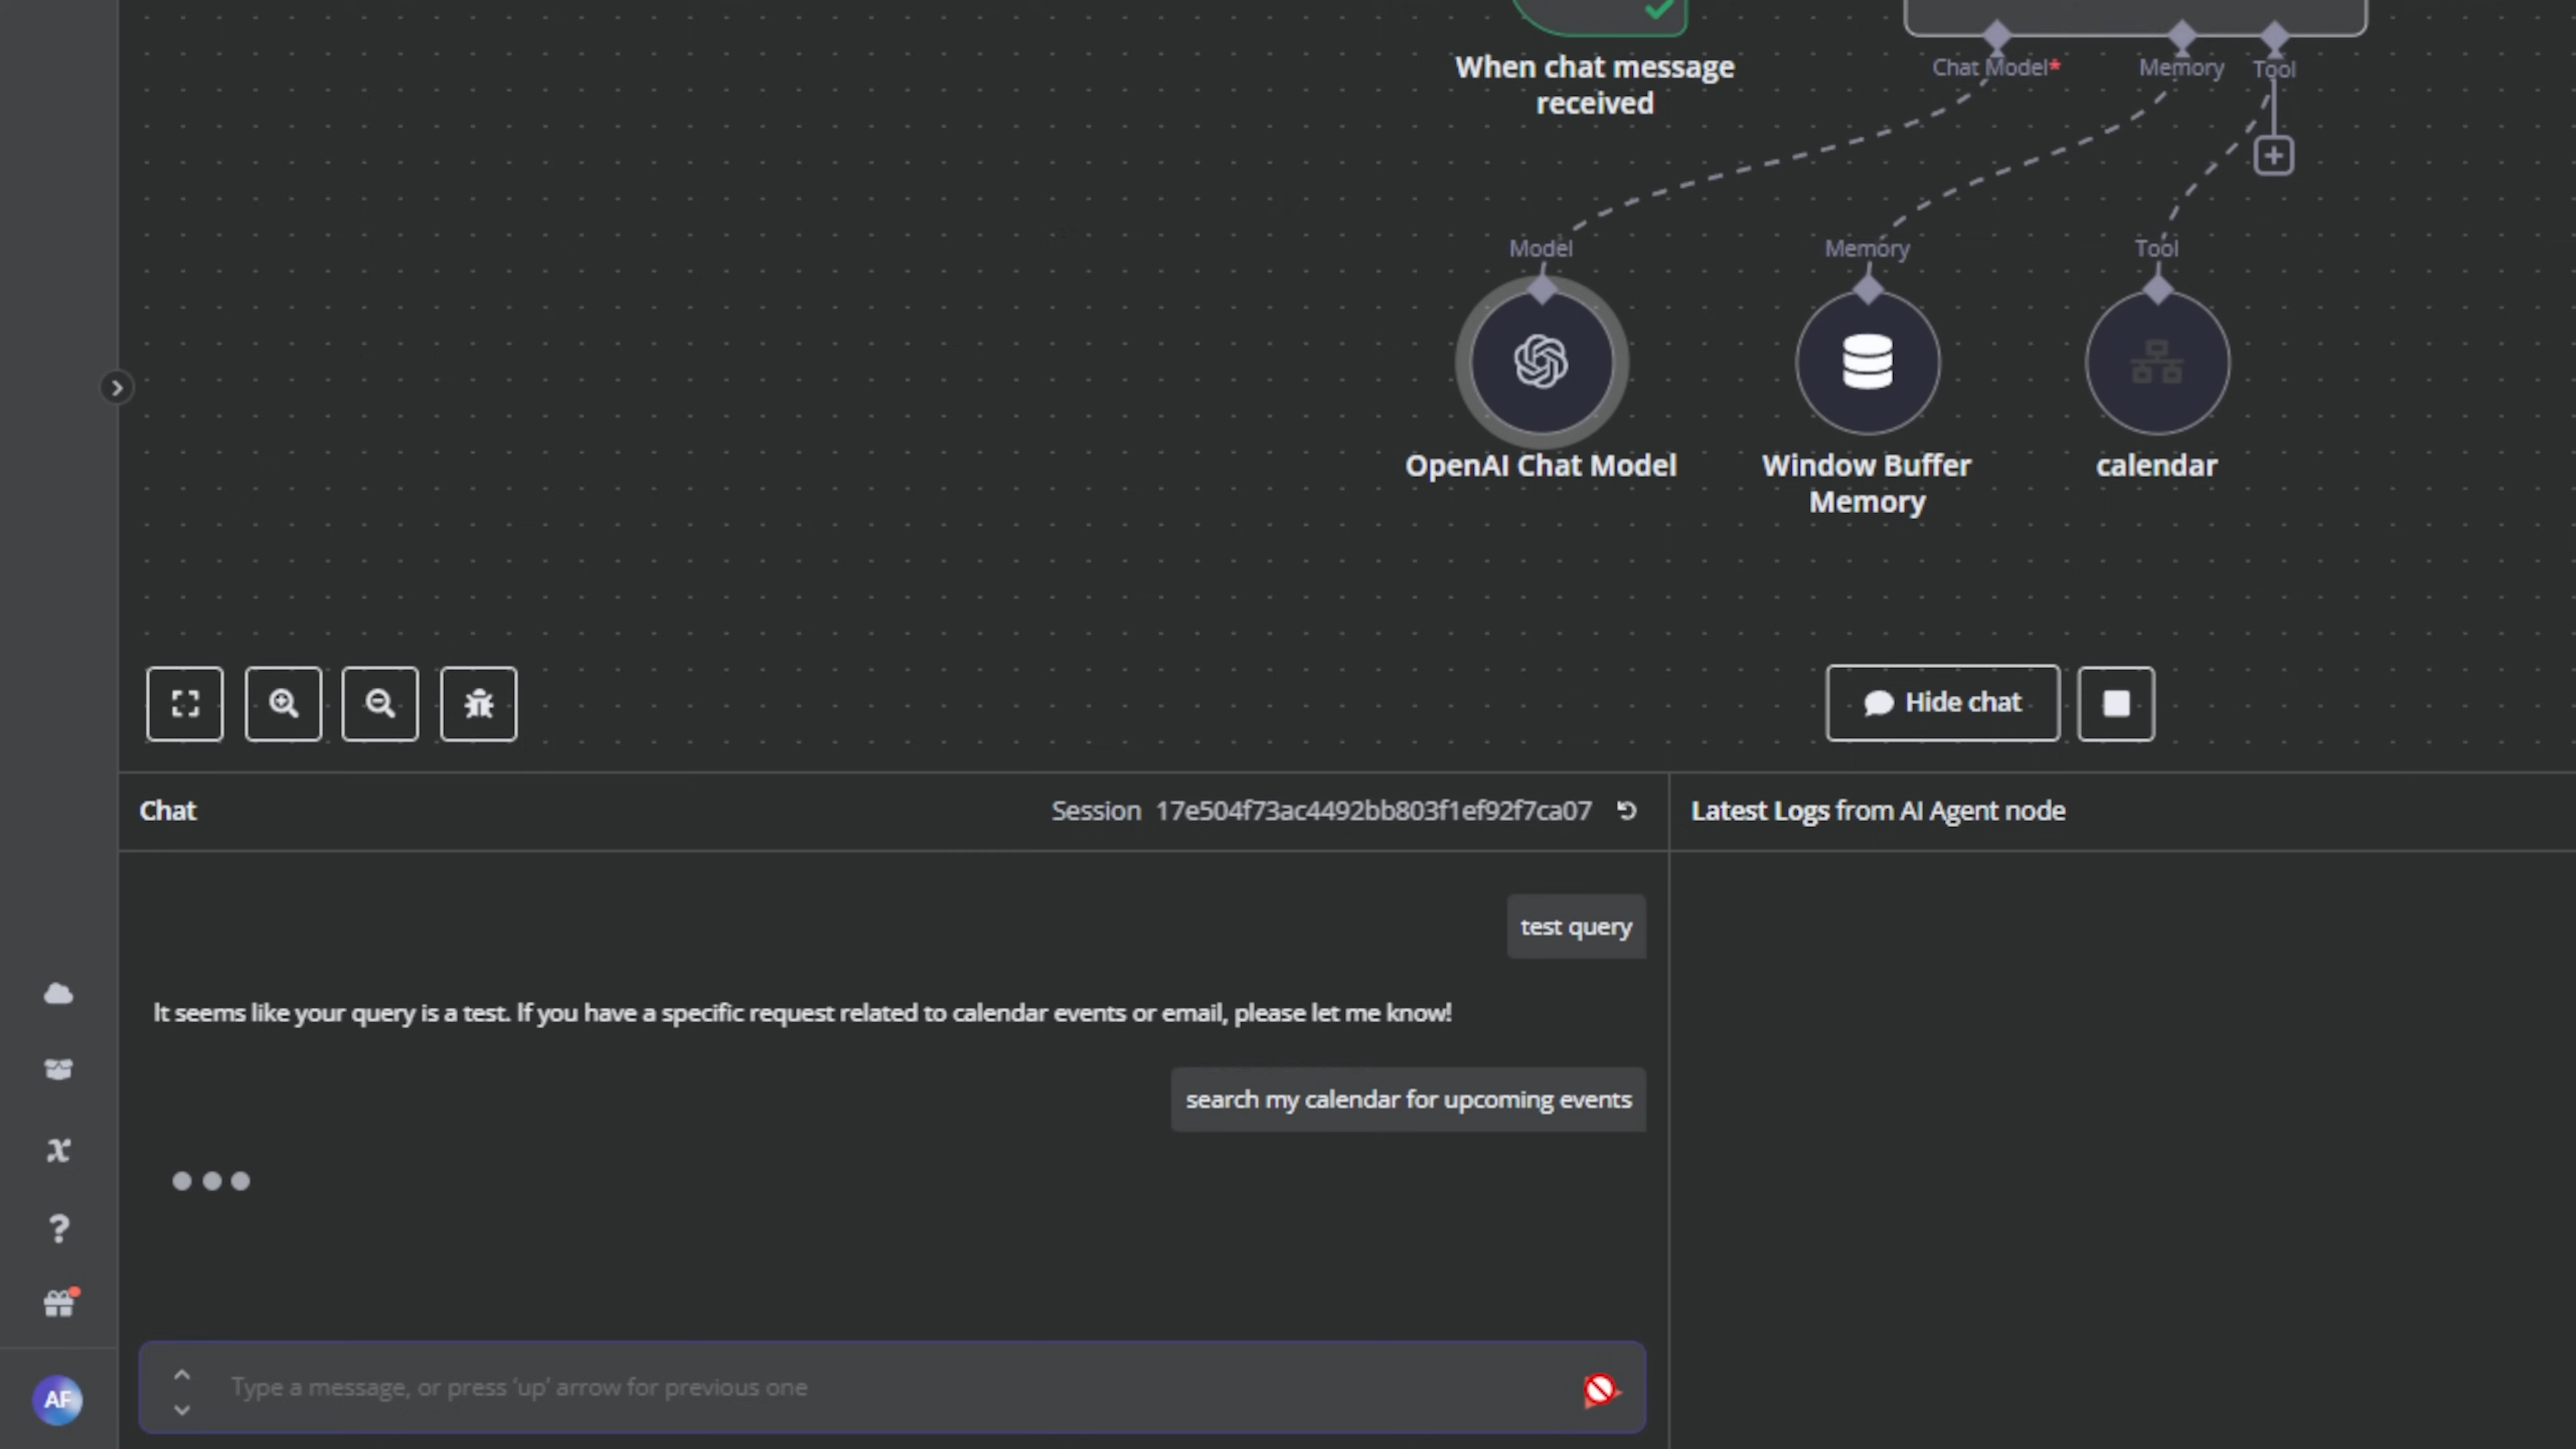 When chat message
received
Chat Model*
Memory
Tool
Model
Memory
Tool
OpenAI Chat Model
Window Buffer
Memory
calendar
Hide chat
Chat
Session 17e504f73ac4492bb803f1ef92f7ca07
Latest Logs from AI Agent node
test query
It seems like your query is a test. If you have a specific request related to calendar events or email, please let me know!
search my calendar for upcoming events
Type a message, or press ‘up’ arrow for previous one
AF